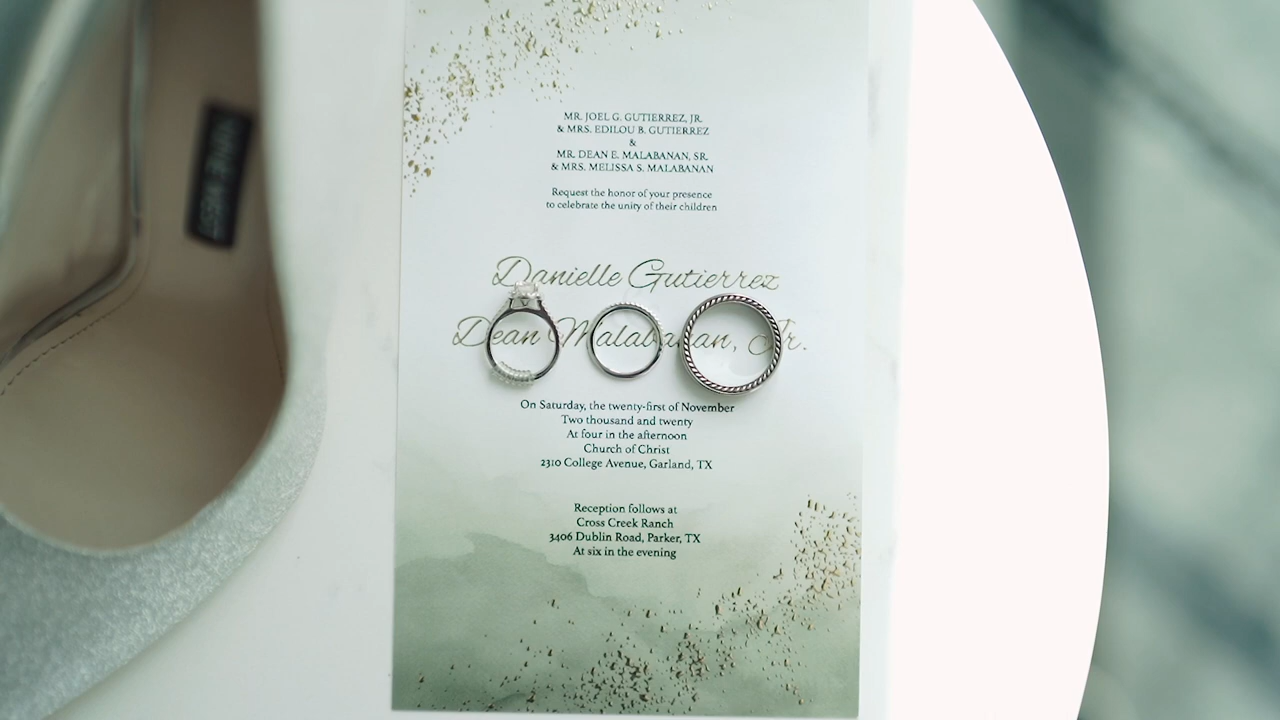 MR. JOEL G. GUTIERREZ, JR.
& MRS. EDILOU B. GUTIERREZ
&
MR. DEAN E. MALABANAN, SR.
& MRS. MELISSA S. MALABANAN
Request the honor of your presence
to celebrate the unity of their children
Danielle Gutierrez
Dean Malabanan, Jr.
On Saturday, the twenty-first of November
Two thousand and twenty
At four in the afternoon
Church of Christ
2310 College Avenue, Garland, TX
Reception follows at
Cross Creek Ranch
3406 Dublin Road, Parker, TX
At six in the evening